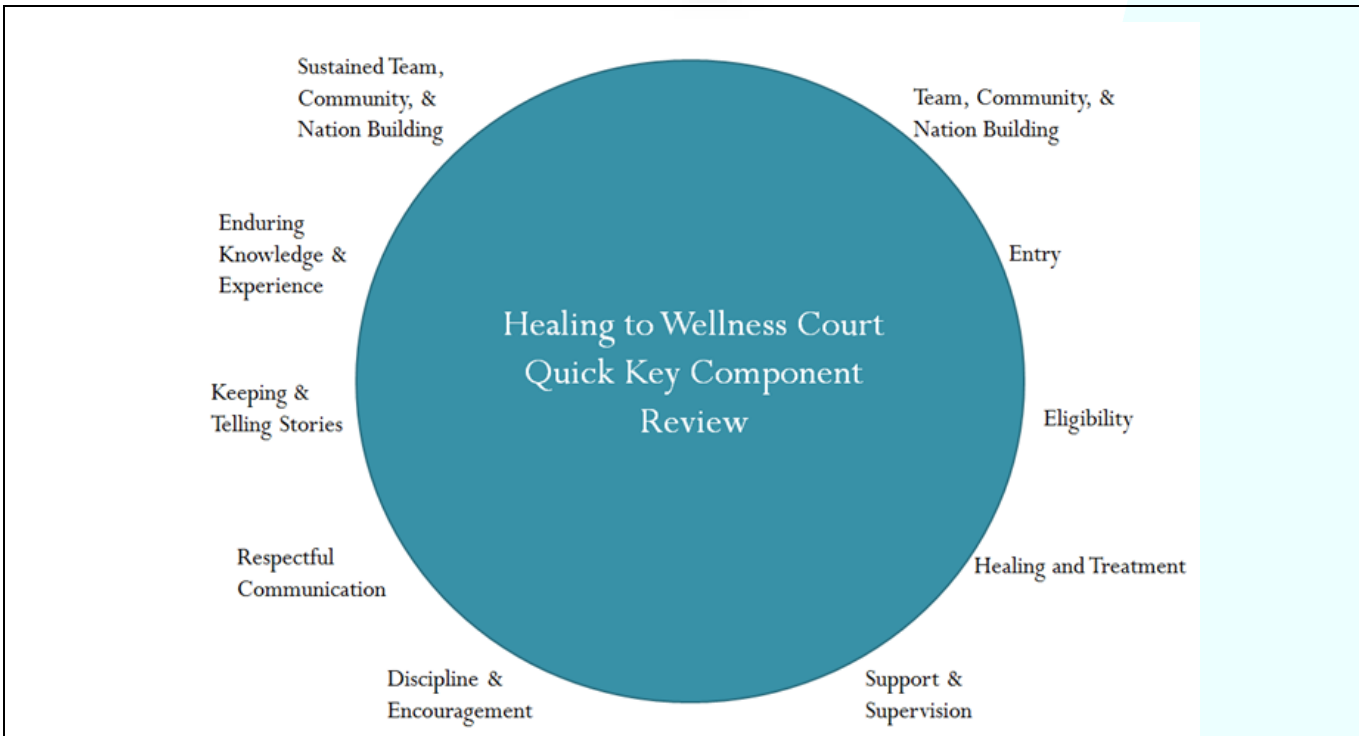 Sustained Team,
Community, &
Nation Building
Team, Community, &
Nation Building
Enduring
Knowledge &
Experience
Entry
Healing to Wellness Court
Quick Key Component
Review
Keeping &
Telling Stories
Eligibility
Respectful
Communication
Healing and Treatment
Discipline &
Encouragement
Support &
Supervision